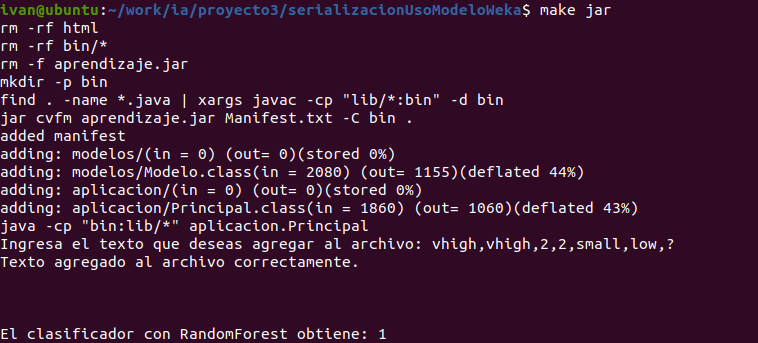 ivan@ubuntu:~/work/ia/proyecto3/serializacionUsoModeloWeka$ make jar
rm -rf html
rm -rf bin/*
rm -f aprendizaje.jar
mkdir -p bin
find . -name *.java | xargs javac -cp "lib/*:bin" -d bin
jar cvfm aprendizaje.jar Manifest.txt -C bin .
added manifest
adding: modelos/(in = 0) (out= 0)(stored 0%)
adding: modelos/Modelo.class(in = 2080) (out= 1155)(deflated 44%)
adding: aplicacion/(in = 0) (out= 0)(stored 0%)
adding: aplicacion/Principal.class(in = 1860) (out= 1060)(deflated 43%)
java -cp "bin:lib/*" aplicacion.Principal
Ingresa el texto que deseas agregar al archivo: vhigh,vhigh,2,2,small,low,?
Texto agregado al archivo correctamente.
El clasificador con RandomForest obtiene: 1